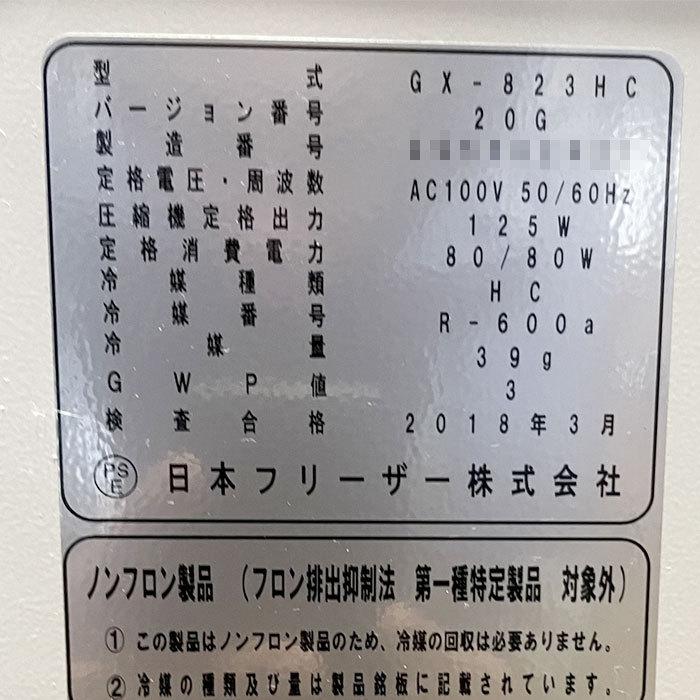 型式 GX-823HC
バージョン番号 20G
製造番号
定格電圧・周波数 AC100V 50/60Hz
圧縮機定格出力 125W
定格消費電力 80/80W
冷媒種類 HC
冷媒番号 R-600a
冷媒量 39g
GWP値 3
検査合格 2018年3月
PSE 日本フリーザー株式会社
ノンフロン製品 (フロン排出抑制法 第一種特定製品 対象外)
① この製品はノンフロン製品のため、冷媒の回収は必要ありません。
② 冷媒の種類及び量は製品銘板に記載されています。